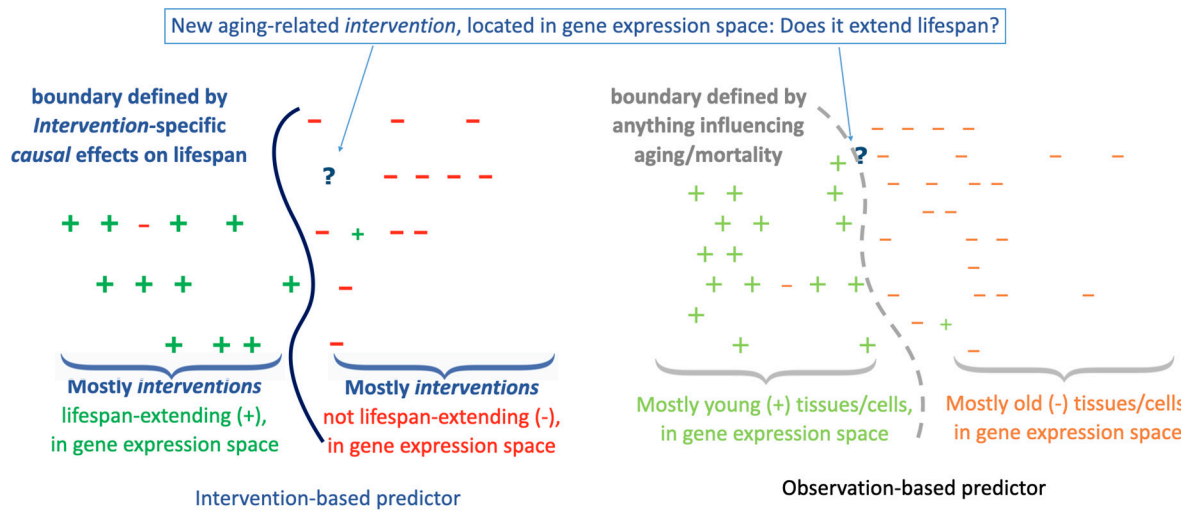 New aging-related intervention, located in gene expression space: Does it extend lifespan?
boundary defined by
Intervention-specific
causal effects on lifespan
?
Mostly interventions
lifespan-extending (+),
in gene expression space
Mostly interventions
not lifespan-extending (-),
in gene expression space
Intervention-based predictor
boundary defined by
anything influencing
aging/mortality
?
Mostly young (+) tissues/cells,
in gene expression space
Mostly old (-) tissues/cells
in gene expression space
Observation-based predictor